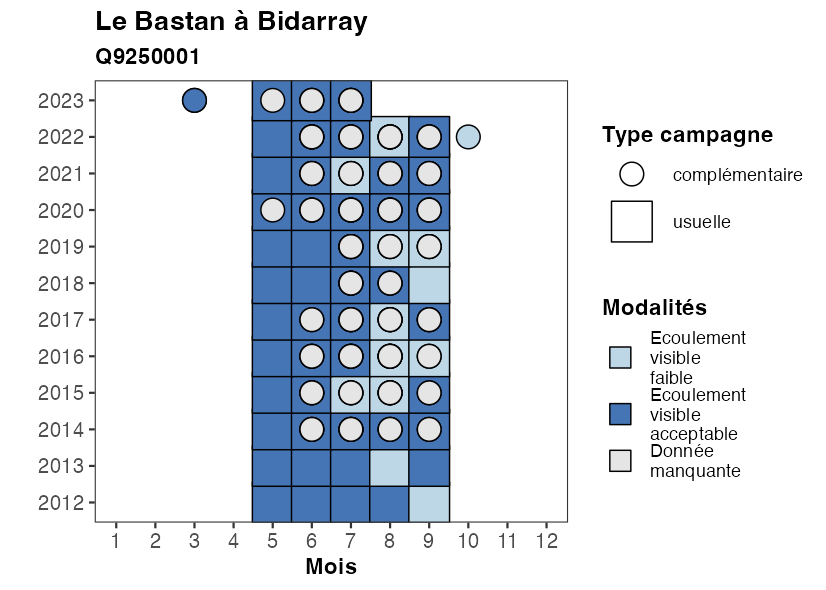 Le Bastan à Bidarray
Q9250001
2023
2022
2021
2020
2019
2018
2017
2016
2015
2014
2013
2012
1 2 3 4 5 6 7 8 9 10 11 12
Mois
Type campagne
complémentaire
usuelle
Modalités
Ecoulement
visible
faible
Ecoulement
visible
acceptable
Donnée
manquante